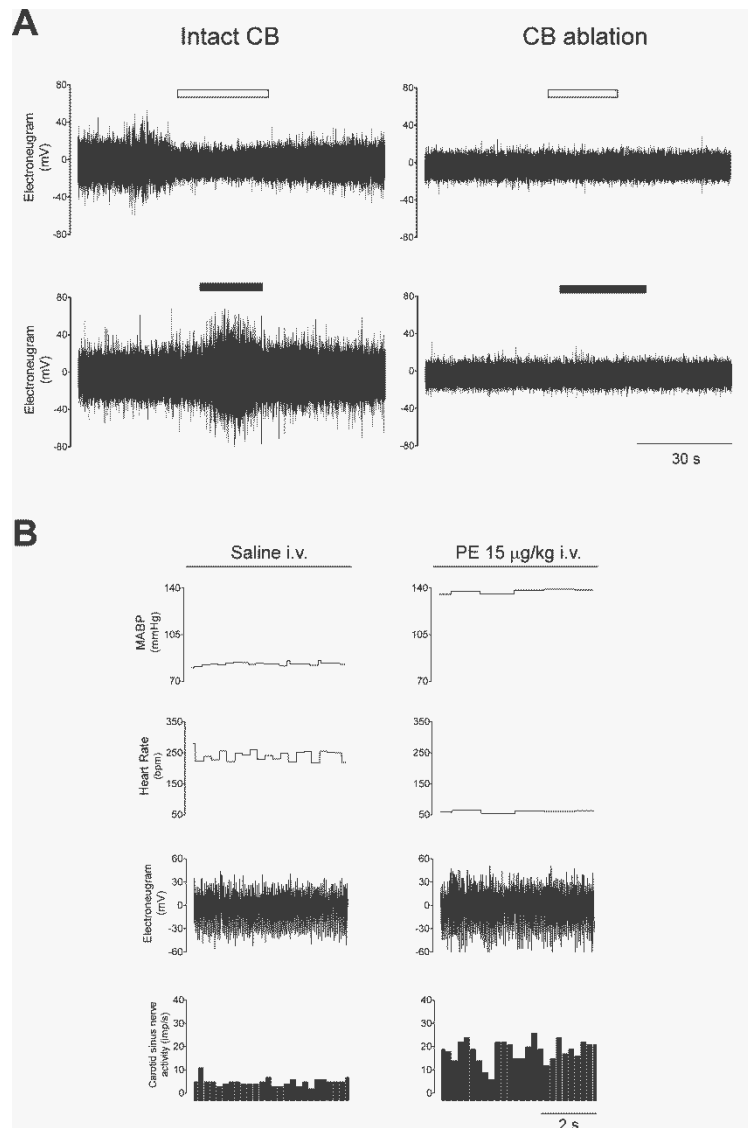 A
Intact CB
CB ablation
Electroneugram
(mV)
80
40
0
-40
-80
80
40
0
-40
-80
Electroneugram
(mV)
80
40
0
-40
-80
80
40
0
-40
-80
30 s
B
Saline i.v.
PE 15 μg/kg i.v.
MABP
(mmHg)
140
105
70
140
105
70
Heart Rate
(bpm)
350
250
150
50
350
250
150
50
Electroneugram
(mV)
60
30
0
-30
-60
60
30
0
-30
-60
Carotid sinus nerve
activity (imp/s)
40
30
20
10
0
40
30
20
10
0
2 s